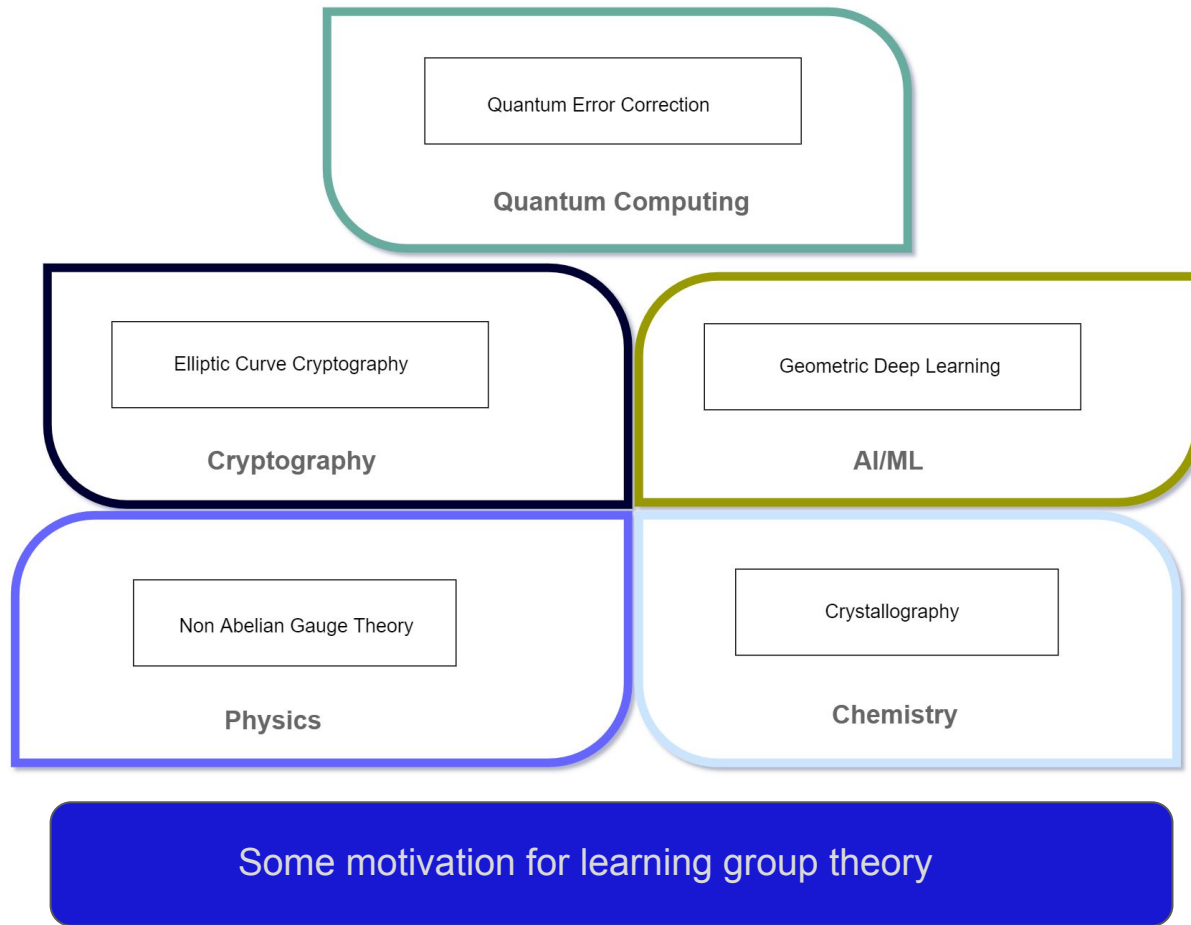 Quantum Error Correction
Quantum Computing
Elliptic Curve Cryptography
Cryptography
Geometric Deep Learning
AI/ML
Non Abelian Gauge Theory
Physics
Crystallography
Chemistry
Some motivation for learning group theory